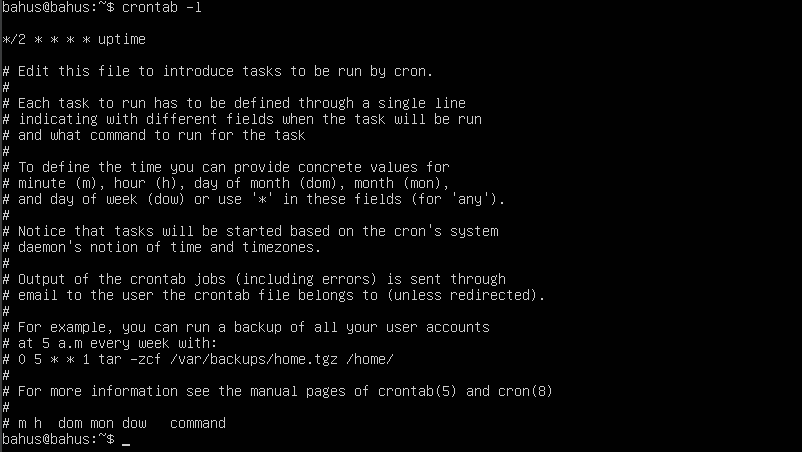 bahus@bahus:~$ crontab -l
*/2 * * * * uptime
# Edit this file to introduce tasks to be run by cron.
#
# Each task to run has to be defined through a single line
# indicating with different fields when the task will be run
# and what command to run for the task
#
# To define the time you can provide concrete values for
# minute (m), hour (h), day of month (dom), month (mon),
# and day of week (dow) or use '*' in these fields (for 'any').
#
# Notice that tasks will be started based on the cron's system
# daemon's notion of time and timezones.
#
# Output of the crontab jobs (including errors) is sent through
# email to the user the crontab file belongs to (unless redirected).
#
# For example, you can run a backup of all your user accounts
# at 5 a.m every week with:
# 0 5 * * 1 tar -zcf /var/backups/home.tgz /home/
#
# For more information see the manual pages of crontab(5) and cron(8)
#
# m h  dom mon dow   command
bahus@bahus:~$ _